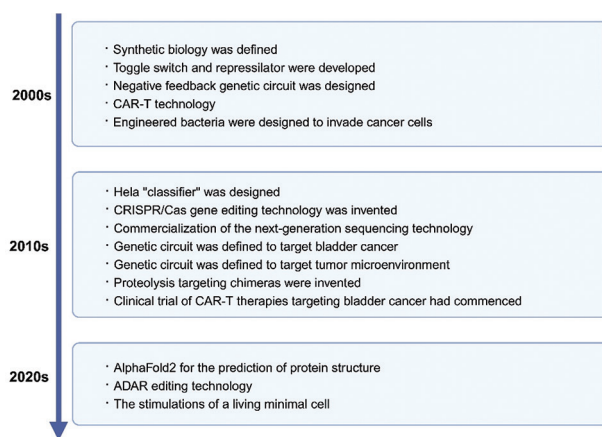 2000s
· Synthetic biology was defined
· Toggle switch and repressilator were developed
· Negative feedback genetic circuit was designed
· CAR-T technology
· Engineered bacteria were designed to invade cancer cells
2010s
· Hela "classifier" was designed
· CRISPR/Cas gene editing technology was invented
· Commercialization of the next-generation sequencing technology
· Genetic circuit was defined to target bladder cancer
· Genetic circuit was defined to target tumor microenvironment
· Proteolysis targeting chimeras were invented
· Clinical trial of CAR-T therapies targeting bladder cancer had commenced
2020s
· AlphaFold2 for the prediction of protein structure
· ADAR editing technology
· The stimulations of a living minimal cell